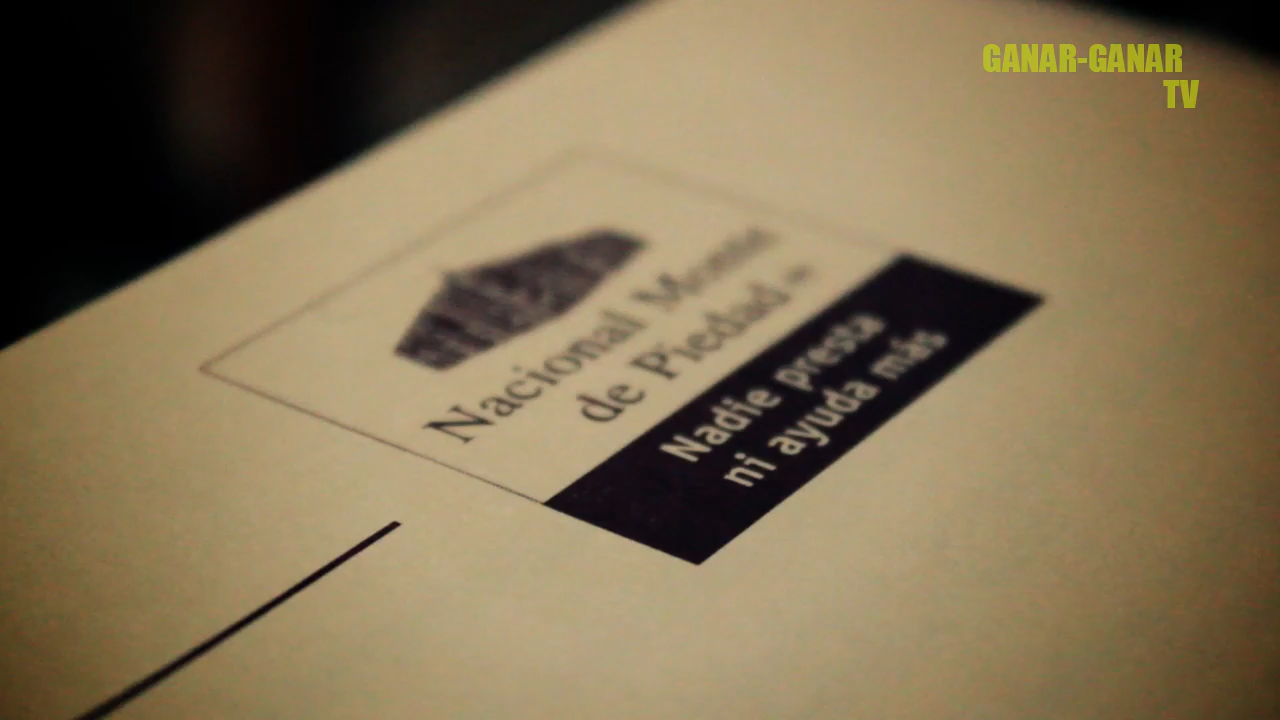 GANAR-GANAR
TV
Nacional Monte
de Piedad
Nadie presta
ni ayuda más